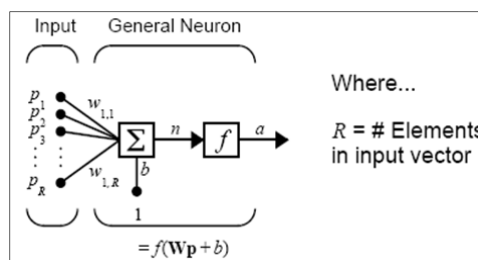 Input General Neuron
p1
p2
p3
pR
w1,1
w1,R
Σ n f a
b
1
= f(Wp + b)
Where...
R = # Elements
in input vector